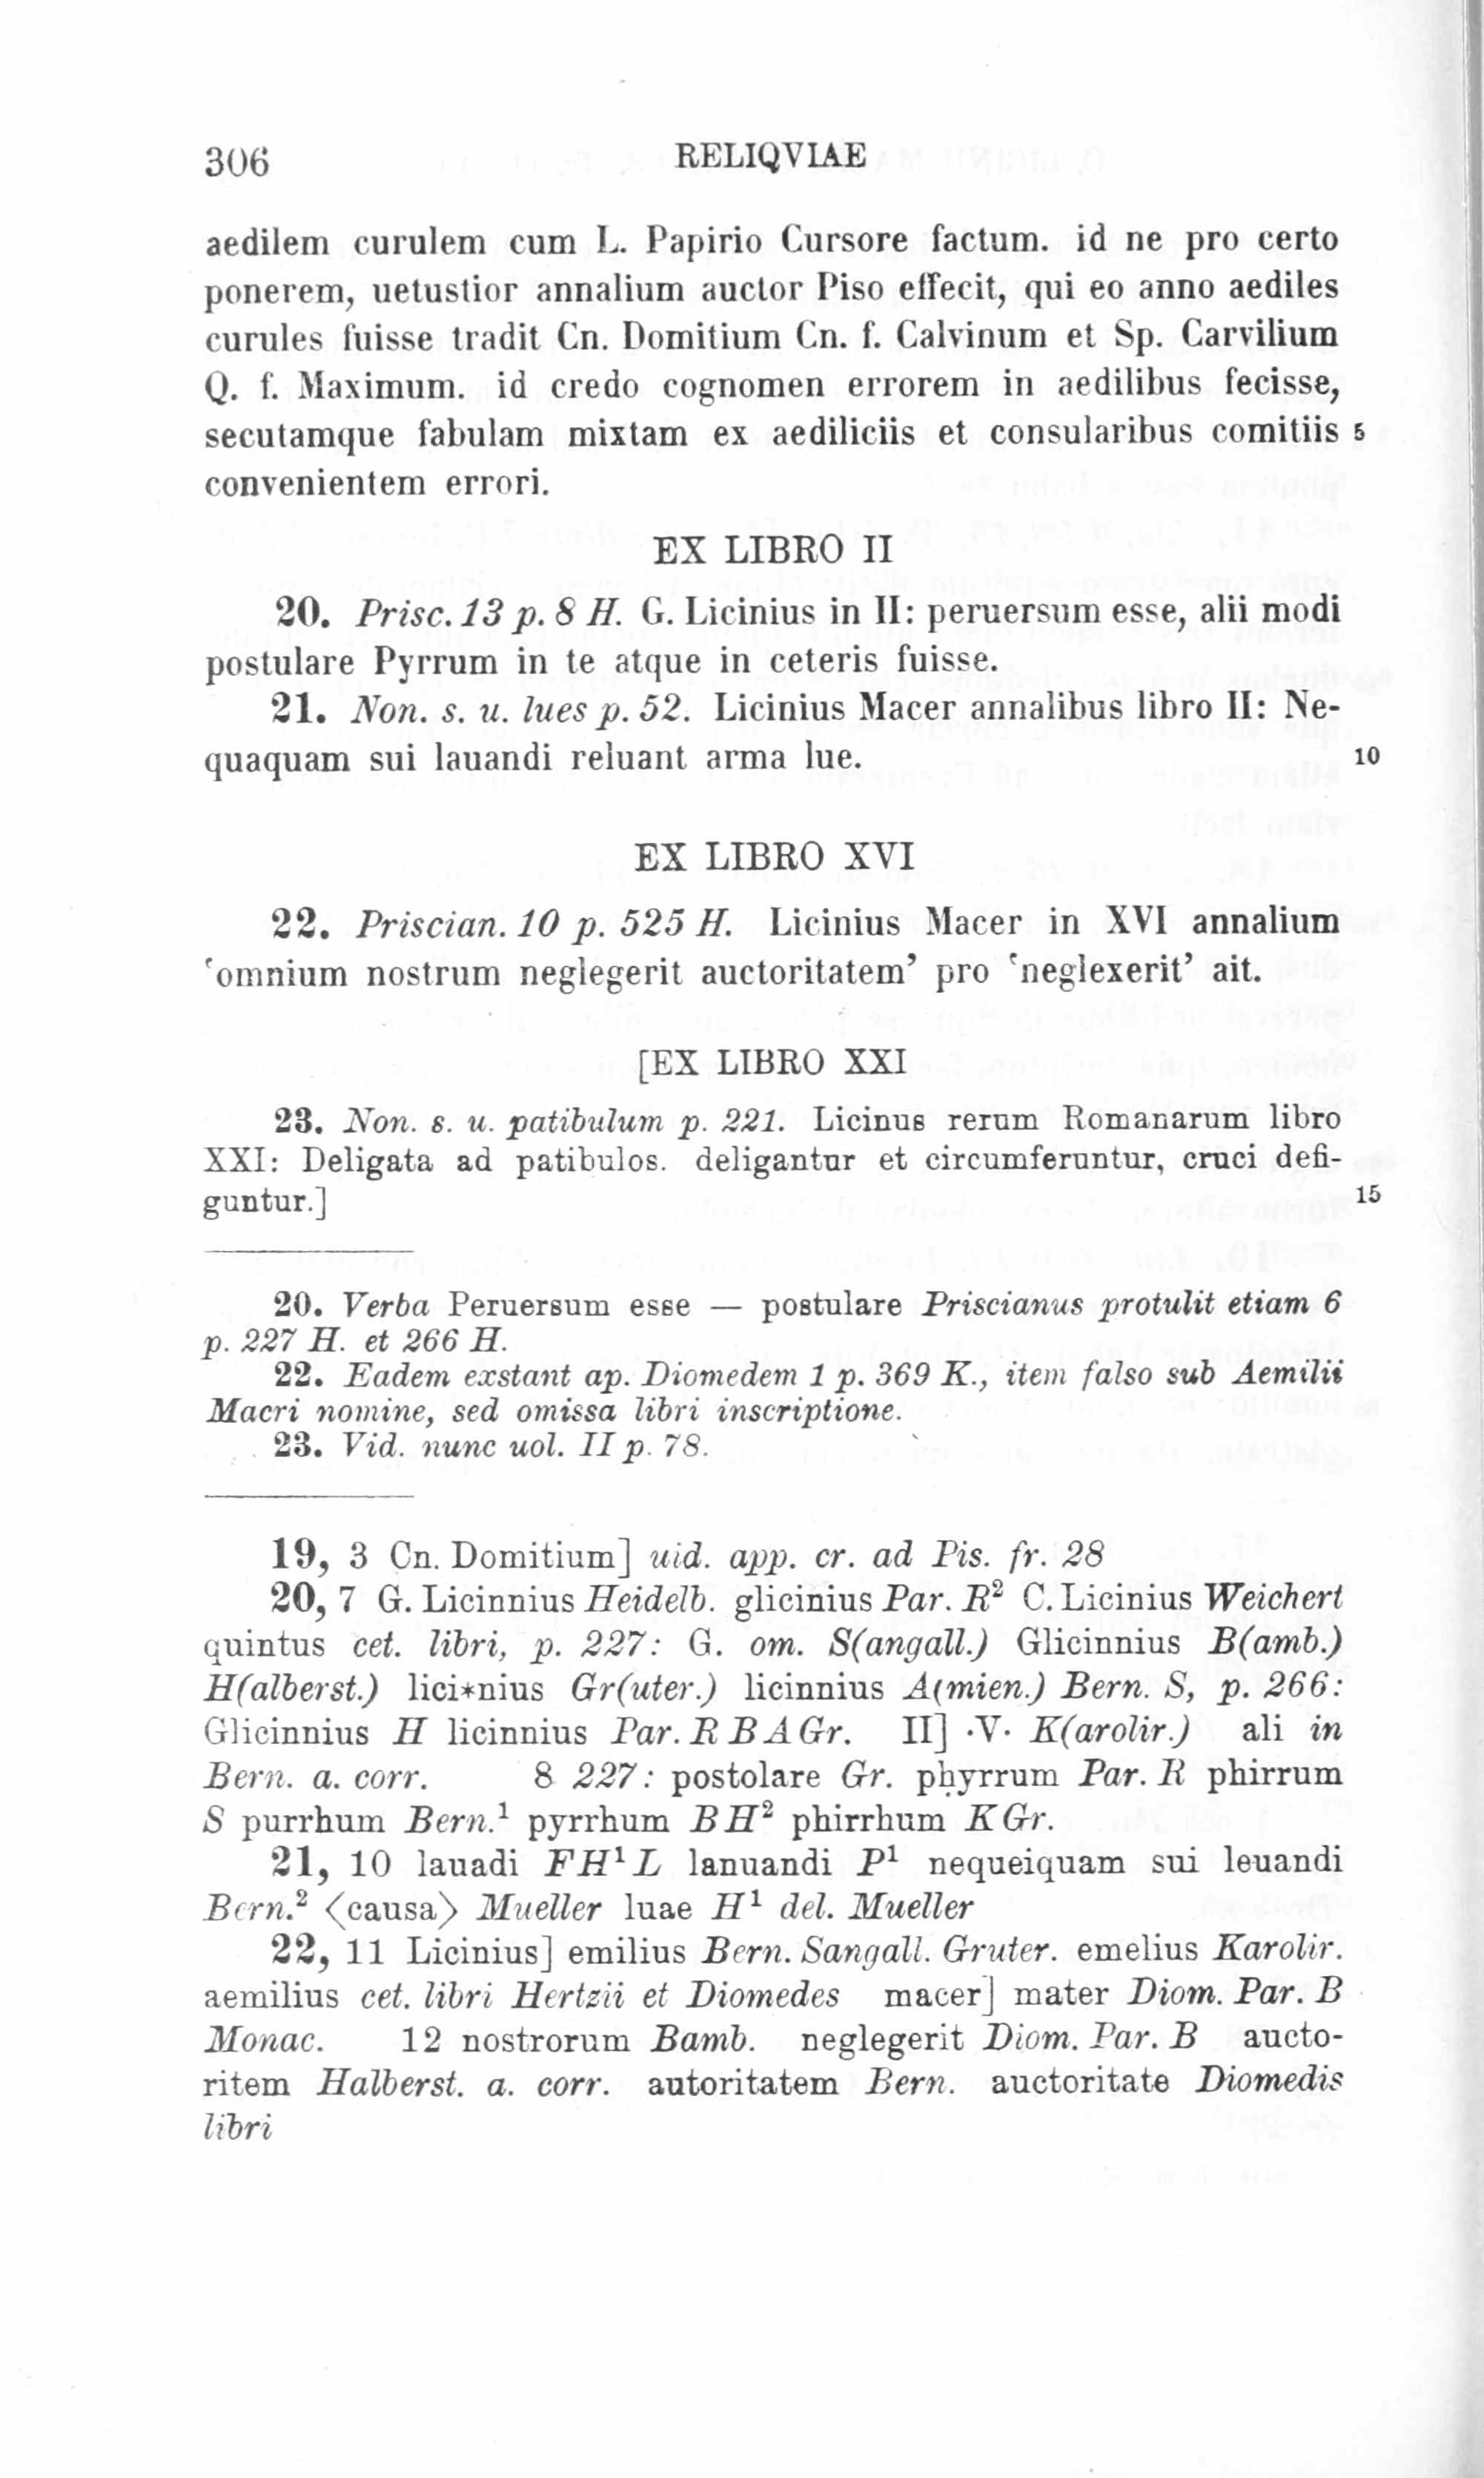 306 RELIQVIAE
aedilem curulem cum L. Papirio Cursore factum. id ne pro certo
ponerem, uetustior annalium auctor Piso effecit, qui eo anno aediles
curules fuisse tradit Cn. Domitium Cn. f. Calvinum et Sp. Carvilium
Q. f. Maximum. id credo cognomen errorem in aedilibus fecisse,
secutamque fabulam mixtam ex aediliciis et consularibus comitiis 5
convenientem errori.
EX LIBRO II
20. Prisc. 13 p. 8 H. G. Licinius in II: peruersum esse, alii modi
postulare Pyrrum in te atque in ceteris fuisse.
21. Non. s. u. lues p. 52. Licinius Macer annalibus libro II: Ne-
quaquam sui lauandi reluant arma lue. 10
EX LIBRO XVI
22. Priscian. 10 p. 525 H. Licinius Macer in XVI annalium
‘omnium nostrum neglegerit auctoritatem’ pro ‘neglexerit’ ait.
[EX LIBRO XXI
23. Non. s. u. patibulum p. 221. Licinus rerum Romanarum libro
XXI: Deligata ad patibulos. deligantur et circumferuntur, cruci defi-
guntur.] 15
20. Verba Peruersum esse — postulare Priscianus protulit etiam 6
p. 227 H. et 266 H.
22. Eadem exstant ap. Diomedem 1 p. 369 K., item falso sub Aemilii
Macri nomine, sed omissa libri inscriptione.
23. Vid. nunc uol. II p. 78.
19, 3 Cn. Domitium] uid. app. cr. ad Pis. fr. 28
20, 7 G. Licinnius Heidelb. glicinius Par. R² C. Licinius Weichert
quintus cet. libri, p. 227: G. om. S(angall.) Glicinnius B(amb.)
H(alberst.) lici*nius Gr(uter.) licinnius A(mien.) Bern. S, p. 266:
Glicinnius H licinnius Par. R B A Gr. II] ·V· K(arolir.) ali in
Bern. a. corr. 8 227: postolare Gr. pḥyrrum Par. R phirrum
S purrhum Bern.¹ pyrrhum B H² phirrhum K Gr.
21, 10 lauadi F H¹ L lanuandi P¹ nequeiquam sui leuandi
Bern.² ⟨causa⟩ Mueller luae H¹ del. Mueller
22, 11 Licinius] emilius Bern. Sangall. Gruter. emelius Karolir.
aemilius cet. libri Hertzii et Diomedes macer] mater Diom. Par. B
Monac. 12 nostrorum Bamb. neglegerit Diom. Par. B aucto-
ritem Halberst. a. corr. autoritatem Bern. auctoritate Diomedis
libri